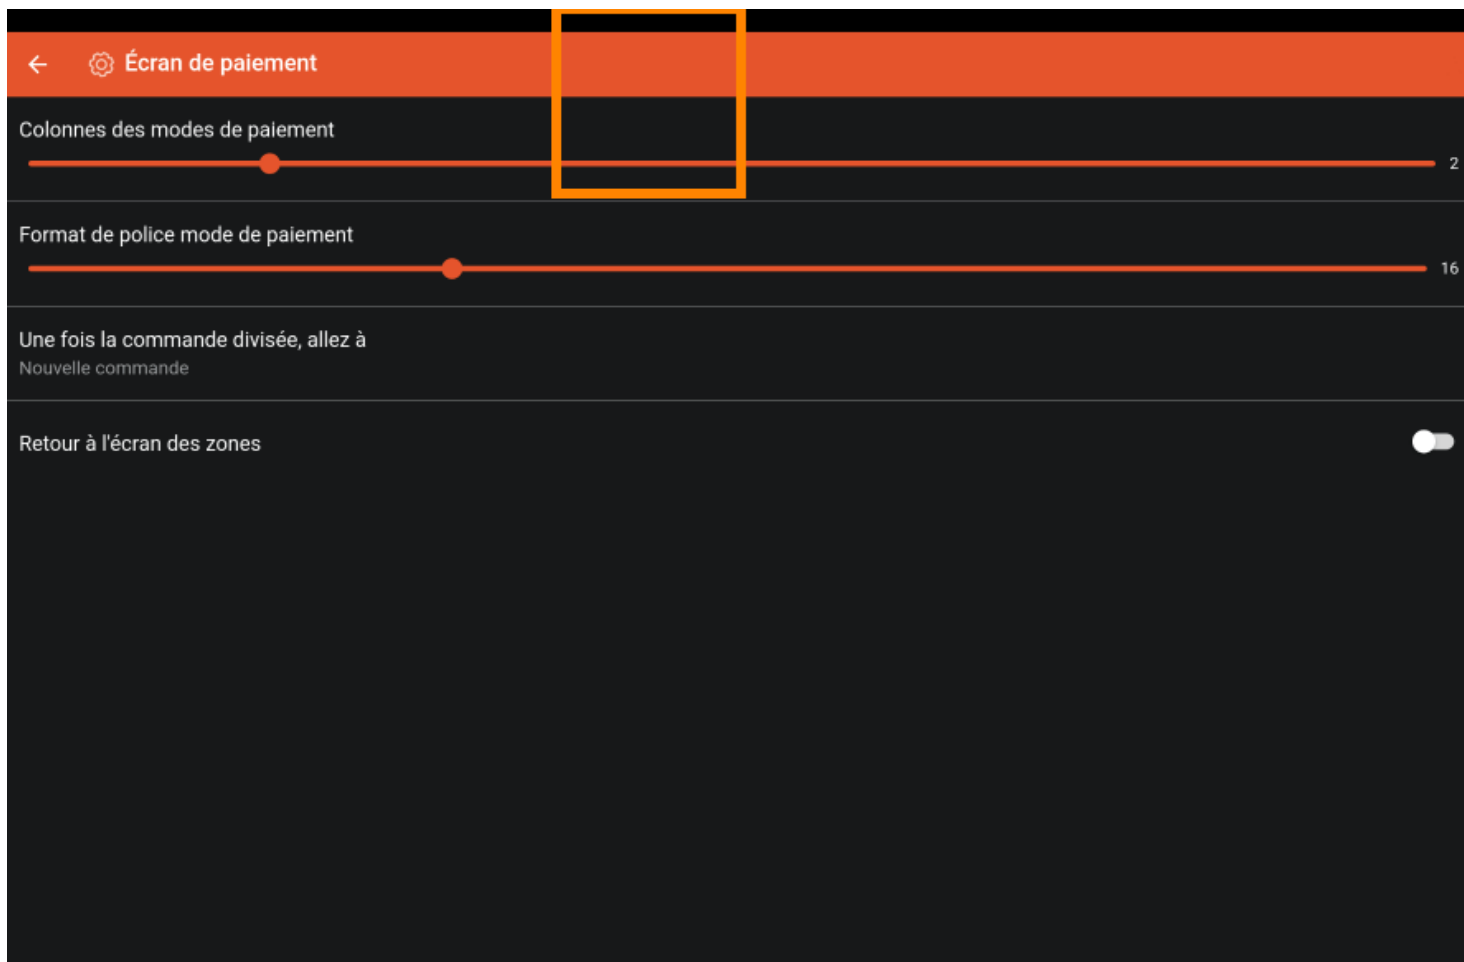 Écran de paiement
Colonnes des modes de paiement
2
Format de police mode de paiement
16
Une fois la commande divisée, allez à
Nouvelle commande
Retour à l'écran des zones